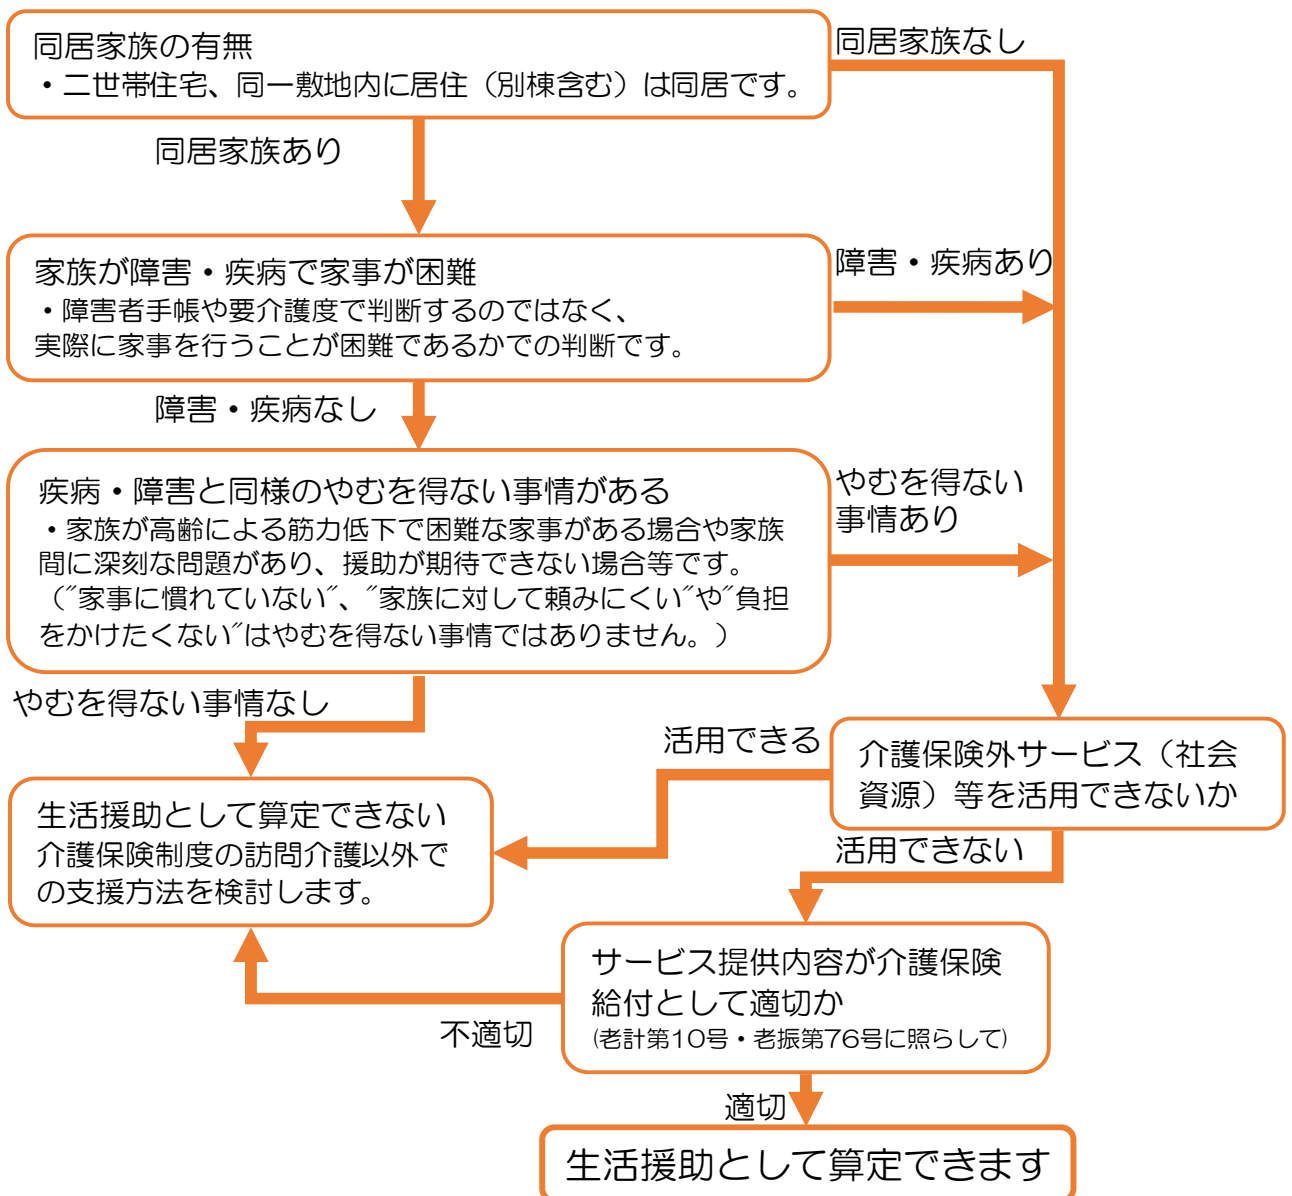 同居家族の有無
・二世帯住宅、同一敷地内に居住（別棟含む）は同居です。
同居家族なし
同居家族あり
家族が障害・疾病で家事が困難
・障害者手帳や要介護度で判断するのではなく、
実際に家事を行うことが困難であるかでの判断です。
障害・疾病あり
障害・疾病なし
疾病・障害と同様のやむを得ない事情がある
・家族が高齢による筋力低下で困難な家事がある場合や家族
間に深刻な問題があり、援助が期待できない場合等です。
（〝家事に慣れていない〞、〝家族に対して頼みにくい〞や〝負担
をかけたくない〞はやむを得ない事情ではありません。）
やむを得ない
事情あり
やむを得ない事情なし
介護保険外サービス（社会
資源）等を活用できないか
活用できる
活用できない
生活援助として算定できない
介護保険制度の訪問介護以外で
の支援方法を検討します。
サービス提供内容が介護保険
給付として適切か
(老計第10号・老振第76号に照らして)
不適切
適切
生活援助として算定できます